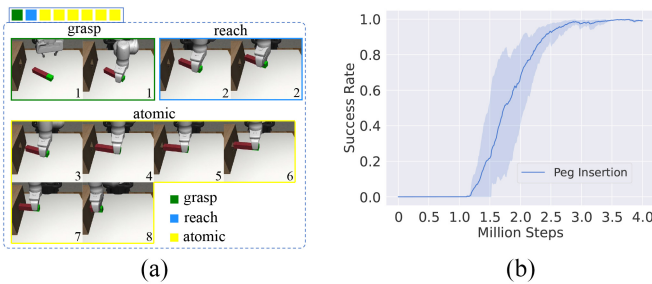 grasp
reach
1
1
2
2
atomic
3
4
5
6
7
8
grasp
reach
atomic
(a)
1.0
0.8
0.6
0.4
0.2
0.0
Success Rate
Peg Insertion
0 0.5 1.0 1.5 2.0 2.5 3.0 3.5 4.0
Million Steps
(b)